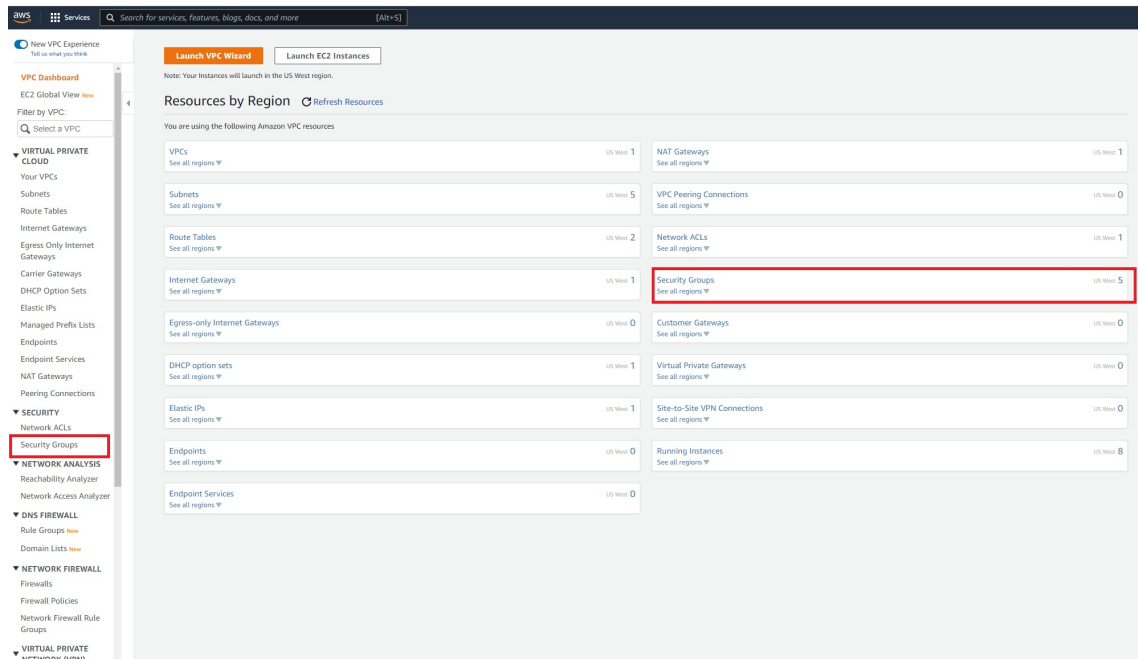 aws
Services
Search for services, features, blogs, docs, and more
[Alt+S]
New VPC Experience
Tell us what you think
VPC Dashboard
EC2 Global View New
Filter by VPC:
Select a VPC
VIRTUAL PRIVATE
CLOUD
Your VPCs
Subnets
Route Tables
Internet Gateways
Egress Only Internet
Gateways
Carrier Gateways
DHCP Option Sets
Elastic IPs
Managed Prefix Lists
Endpoints
Endpoint Services
NAT Gateways
Peering Connections
SECURITY
Network ACLs
Security Groups
NETWORK ANALYSIS
Reachability Analyzer
Network Access Analyzer
DNS FIREWALL
Rule Groups New
Domain Lists New
NETWORK FIREWALL
Firewalls
Firewall Policies
Network Firewall Rule
Groups
VIRTUAL PRIVATE
NETWORK (VPN)
Launch VPC Wizard
Launch EC2 Instances
Note: Your Instances will launch in the US West region.
Resources by Region
Refresh Resources
You are using the following Amazon VPC resources
VPCs US West 1
See all regions
NAT Gateways US West 1
See all regions
Subnets US West 5
See all regions
VPC Peering Connections US West 0
See all regions
Route Tables US West 2
See all regions
Network ACLs US West 1
See all regions
Internet Gateways US West 1
See all regions
Security Groups US West 5
See all regions
Egress-only Internet Gateways US West 0
See all regions
Customer Gateways US West 0
See all regions
DHCP option sets US West 1
See all regions
Virtual Private Gateways US West 0
See all regions
Elastic IPs US West 1
See all regions
Site-to-Site VPN Connections US West 0
See all regions
Endpoints US West 0
See all regions
Running Instances US West 8
See all regions
Endpoint Services US West 0
See all regions